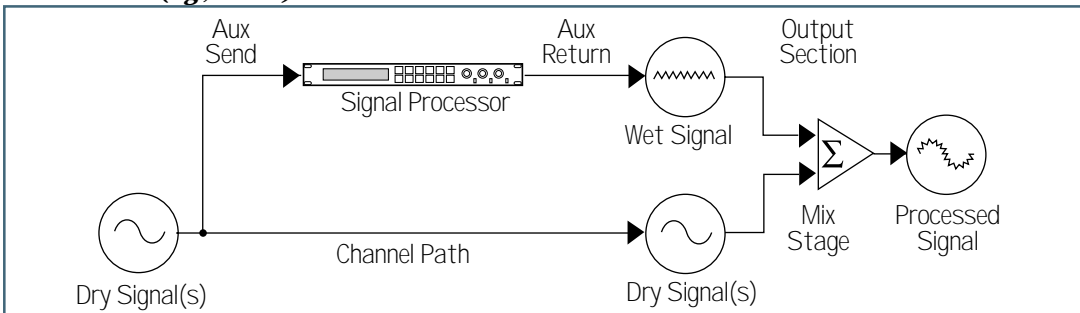 Aux
Send
Aux
Return
Output
Section
Signal Processor
Wet Signal
Σ
Mix
Stage
Processed
Signal
Channel Path
Dry Signal(s)
Dry Signal(s)